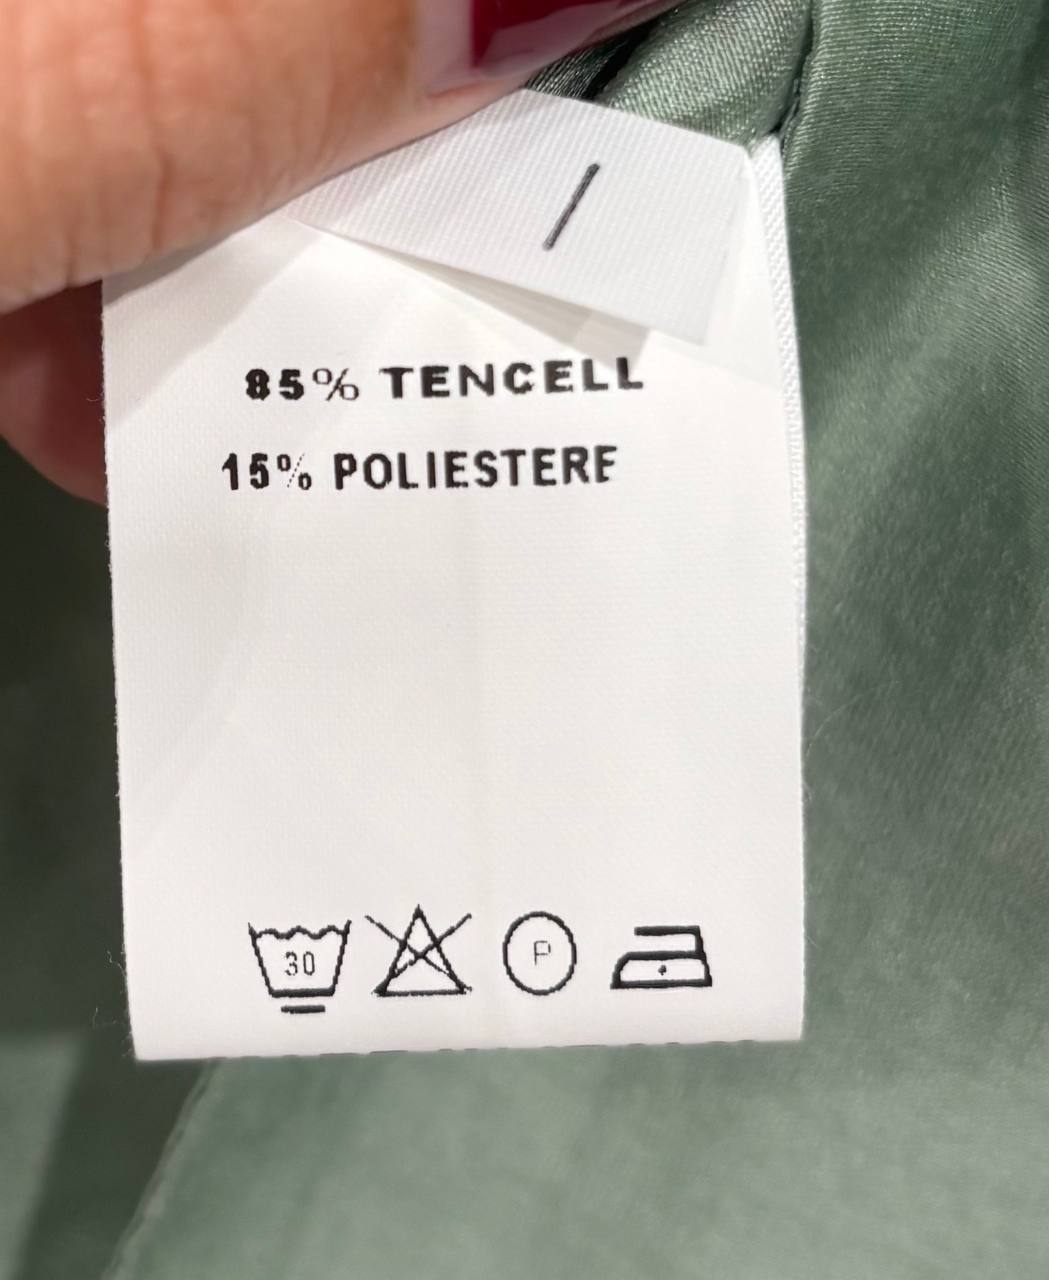 /
85% TENCELL
15% POLIESTERE
30 P